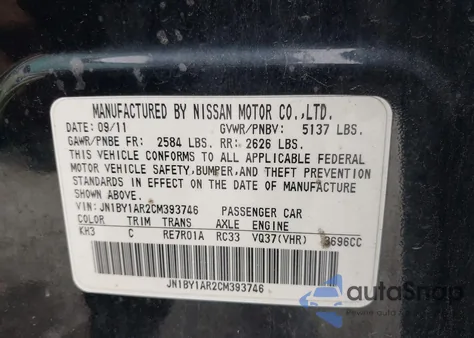 MANUFACTURED BY NISSAN MOTOR CO.,LTD.
DATE: 09/11 GVWR/PNBV: 5137 LBS.
GAWR/PNBE FR: 2584 LBS. RR: 2626 LBS.
THIS VEHICLE CONFORMS TO ALL APPLICABLE FEDERAL
MOTOR VEHICLE SAFETY,BUMPER,AND THEFT PREVENTION
STANDARDS IN EFFECT ON THE DATE OF MANUFACTURE
SHOWN ABOVE.
VIN: JN1BY1AR2CM393746 PASSENGER CAR
COLOR TRIM TRANS AXLE ENGINE
KH3 C RE7R01A RC33 VQ37(VHR) 3696CC
JN1BY1AR2CM393746
autoSnap